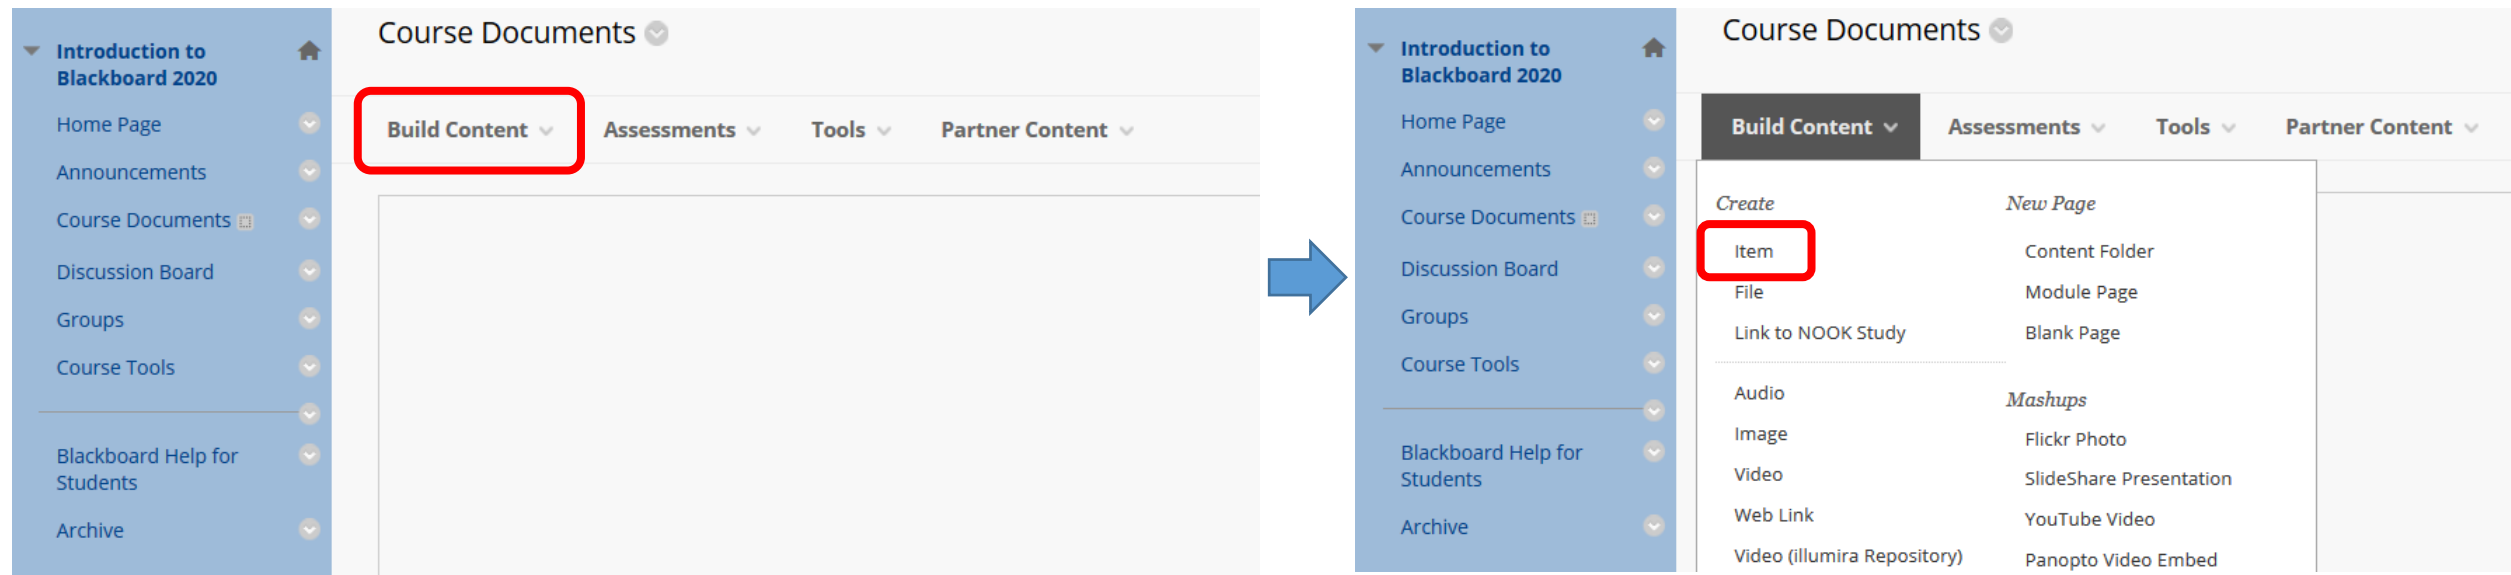 Introduction to
Blackboard 2020
Home Page
Announcements
Course Documents
Discussion Board
Groups
Course Tools
Blackboard Help for
Students
Archive
Course Documents
Build Content
Assessments
Tools
Partner Content
Introduction to
Blackboard 2020
Home Page
Announcements
Course Documents
Discussion Board
Groups
Course Tools
Blackboard Help for
Students
Archive
Course Documents
Build Content
Assessments
Tools
Partner Content
Create
Item
File
Link to NOOK Study
Audio
Image
Video
Web Link
Video (illumira Repository)
New Page
Content Folder
Module Page
Blank Page
Mashups
Flickr Photo
SlideShare Presentation
YouTube Video
Panopto Video Embed